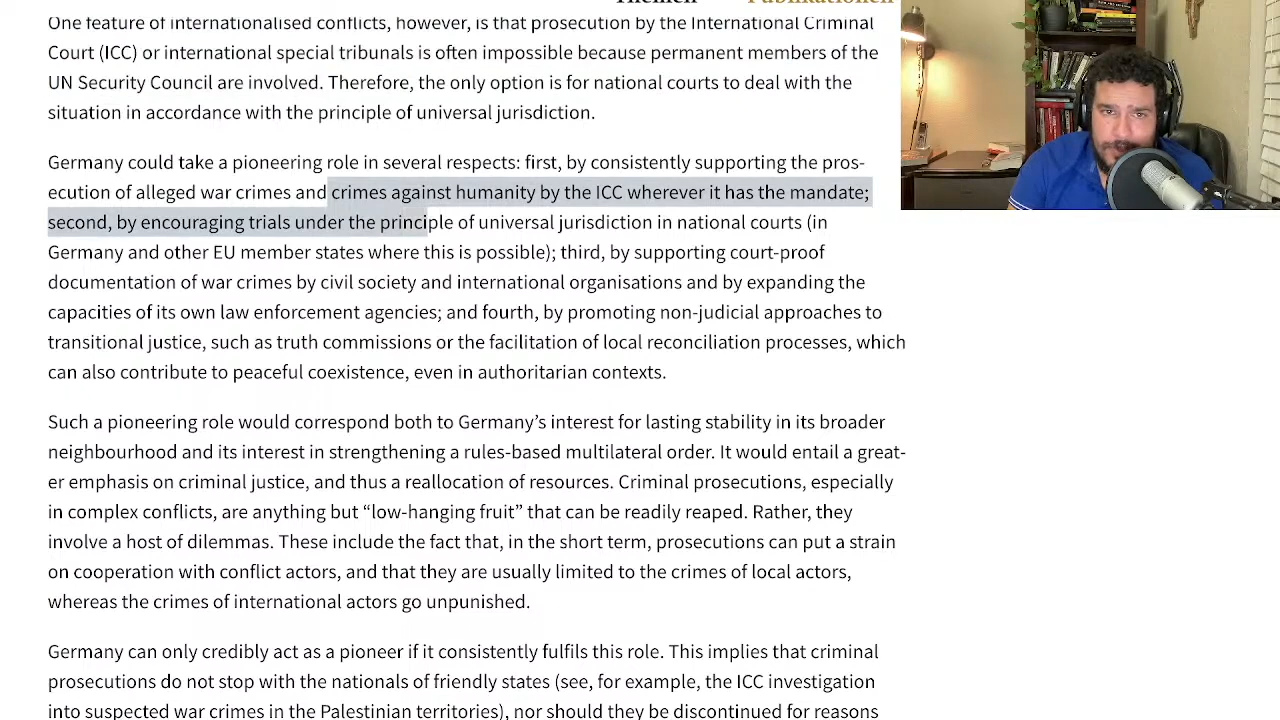 Themen Publikationen
One feature of internationalised conflicts, however, is that prosecution by the International Criminal
Court (ICC) or international special tribunals is often impossible because permanent members of the
UN Security Council are involved. Therefore, the only option is for national courts to deal with the
situation in accordance with the principle of universal jurisdiction.
Germany could take a pioneering role in several respects: first, by consistently supporting the pros-
ecution of alleged war crimes and crimes against humanity by the ICC wherever it has the mandate;
second, by encouraging trials under the principle of universal jurisdiction in national courts (in
Germany and other EU member states where this is possible); third, by supporting court-proof
documentation of war crimes by civil society and international organisations and by expanding the
capacities of its own law enforcement agencies; and fourth, by promoting non-judicial approaches to
transitional justice, such as truth commissions or the facilitation of local reconciliation processes, which
can also contribute to peaceful coexistence, even in authoritarian contexts.
Such a pioneering role would correspond both to Germany’s interest for lasting stability in its broader
neighbourhood and its interest in strengthening a rules-based multilateral order. It would entail a great-
er emphasis on criminal justice, and thus a reallocation of resources. Criminal prosecutions, especially
in complex conflicts, are anything but “low-hanging fruit” that can be readily reaped. Rather, they
involve a host of dilemmas. These include the fact that, in the short term, prosecutions can put a strain
on cooperation with conflict actors, and that they are usually limited to the crimes of local actors,
whereas the crimes of international actors go unpunished.
Germany can only credibly act as a pioneer if it consistently fulfils this role. This implies that criminal
prosecutions do not stop with the nationals of friendly states (see, for example, the ICC investigation
into suspected war crimes in the Palestinian territories), nor should they be discontinued for reasons